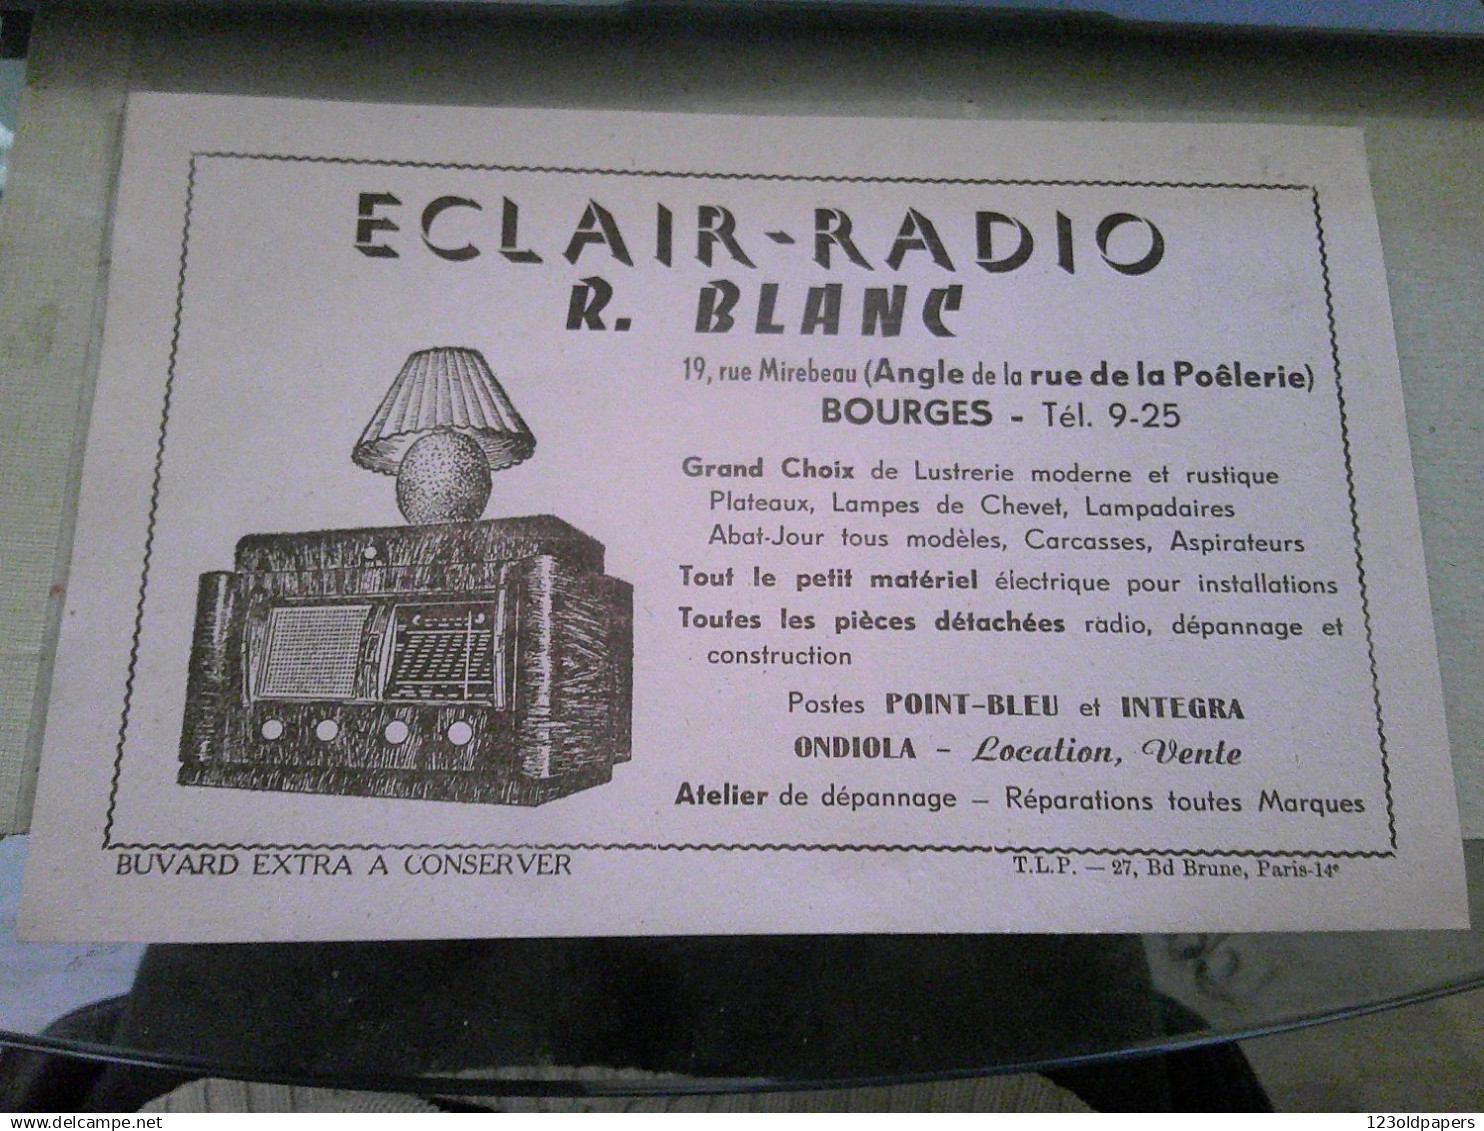 ECLAIR-RADIO
R. BLANC
19, rue Mirebeau (Angle de la rue de la Poêlerie)
BOURGES - Tél. 9-25
Grand Choix de Lustrerie moderne et rustique
Plateaux, Lampes de Chevet, Lampadaires
Abat-Jour tous modèles, Carcasses, Aspirateurs
Tout le petit matériel électrique pour installations
Toutes les pièces détachées radio, dépannage et
construction
Postes POINT-BLEU et INTEGRA
ONDIOLA - Location, Vente
Atelier de dépannage — Réparations toutes Marques
BUVARD EXTRA A CONSERVER
T.L.P. — 27, Bd Brune, Paris-14e
www.delcampe.net
123oldpapers